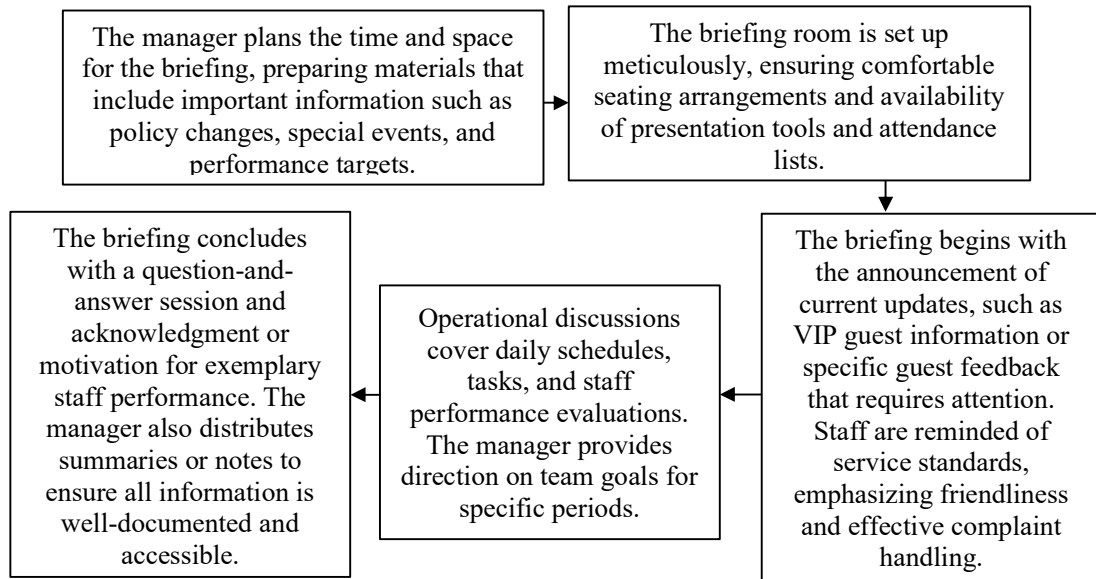 The manager plans the time and space
for the briefing, preparing materials that
include important information such as
policy changes, special events, and
performance targets.
The briefing room is set up
meticulously, ensuring comfortable
seating arrangements and availability
of presentation tools and attendance
lists.
The briefing begins with
the announcement of
current updates, such as
VIP guest information or
specific guest feedback
that requires attention.
Staff are reminded of
service standards,
emphasizing friendliness
and effective complaint
handling.
Operational discussions
cover daily schedules,
tasks, and staff
performance evaluations.
The manager provides
direction on team goals for
specific periods.
The briefing concludes
with a question-and-
answer session and
acknowledgment or
motivation for exemplary
staff performance. The
manager also distributes
summaries or notes to
ensure all information is
well-documented and
accessible.